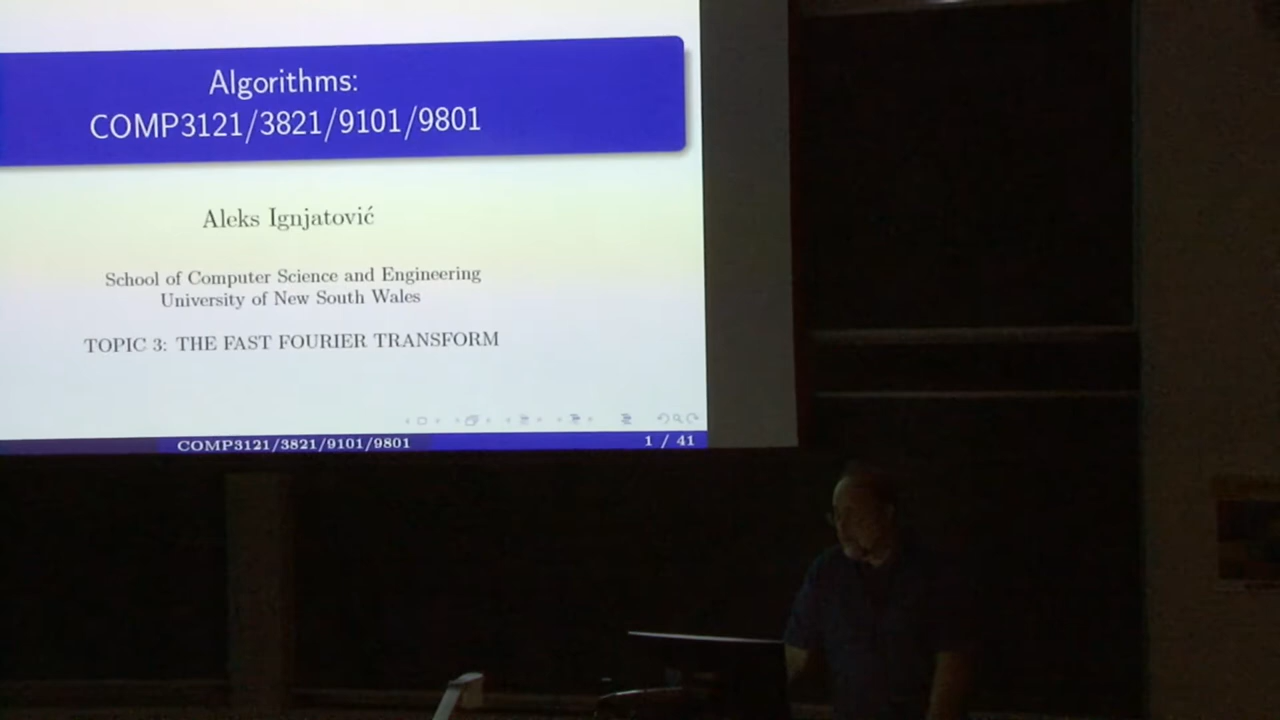 Algorithms:
COMP3121/3821/9101/9801
Aleks Ignjatović
School of Computer Science and Engineering
University of New South Wales
TOPIC 3: THE FAST FOURIER TRANSFORM
COMP3121/3821/9101/9801
1 / 41